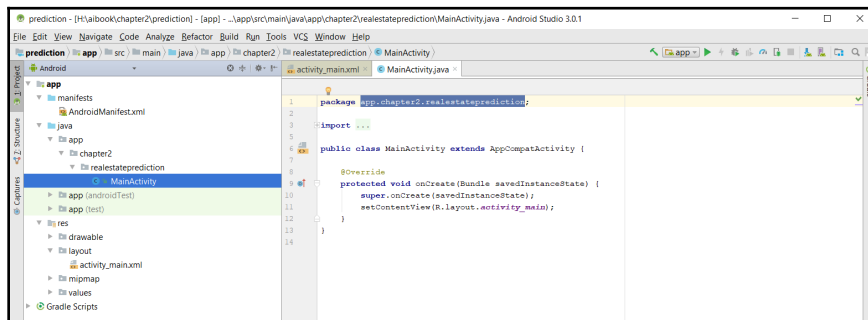 prediction - [H:\aibook\chapter2\prediction] - [app] - ...\app\src\main\java\app\chapter2\realestateprediction\MainActivity.java - Android Studio 3.0.1
File Edit View Navigate Code Analyze Refactor Build Run Tools VCS Window Help
prediction app src main java app chapter2 realestateprediction MainActivity
app
1: Project
Android
activity_main.xml
MainActivity.java
app
manifests
AndroidManifest.xml
java
app
chapter2
realestateprediction
MainActivity
app (androidTest)
app (test)
res
drawable
layout
activity_main.xml
mipmap
values
Gradle Scripts
7: Structure
Captures
1 package app.chapter2.realestateprediction;
2
3 import ...
5
6 public class MainActivity extends AppCompatActivity {
7
8 @Override
9 protected void onCreate(Bundle savedInstanceState) {
10 super.onCreate(savedInstanceState);
11 setContentView(R.layout.activity_main);
12 }
13 }
14